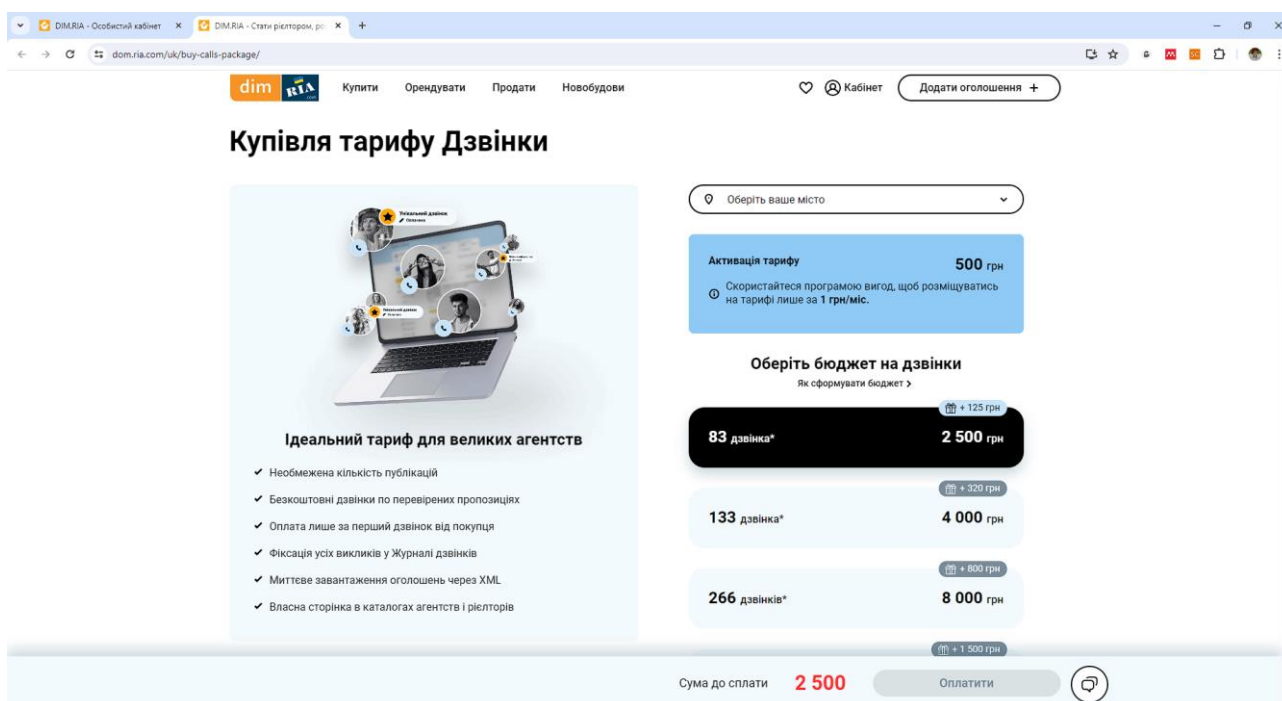 DIM.RIA - Особистий кабінет
DIM.RIA - Стати рієлтором, ро
dom.ria.com/uk/buy-calls-package/
dim RIA .com
Купити Орендувати Продати Новобудови
Кабінет
Додати оголошення +
Купівля тарифу Дзвінки
Унікальний дзвінок
Ідеальний тариф для великих агентств
Необмежена кількість публікацій
Безкоштовні дзвінки по перевірених пропозиціях
Оплата лише за перший дзвінок від покупця
Фіксація усіх викликів у Журналі дзвінків
Миттєве завантаження оголошень через XML
Власна сторінка в каталогах агентств і рієлторів
Оберіть ваше місто
Активація тарифу 500 грн
Скористайтеся програмою вигод, щоб розміщуватись
на тарифі лише за 1 грн/міс.
Оберіть бюджет на дзвінки
Як сформувати бюджет >
+ 125 грн
83 дзвінка* 2 500 грн
+ 320 грн
133 дзвінка* 4 000 грн
+ 800 грн
266 дзвінків* 8 000 грн
+ 1 500 грн
Сума до сплати 2 500 Оплатити